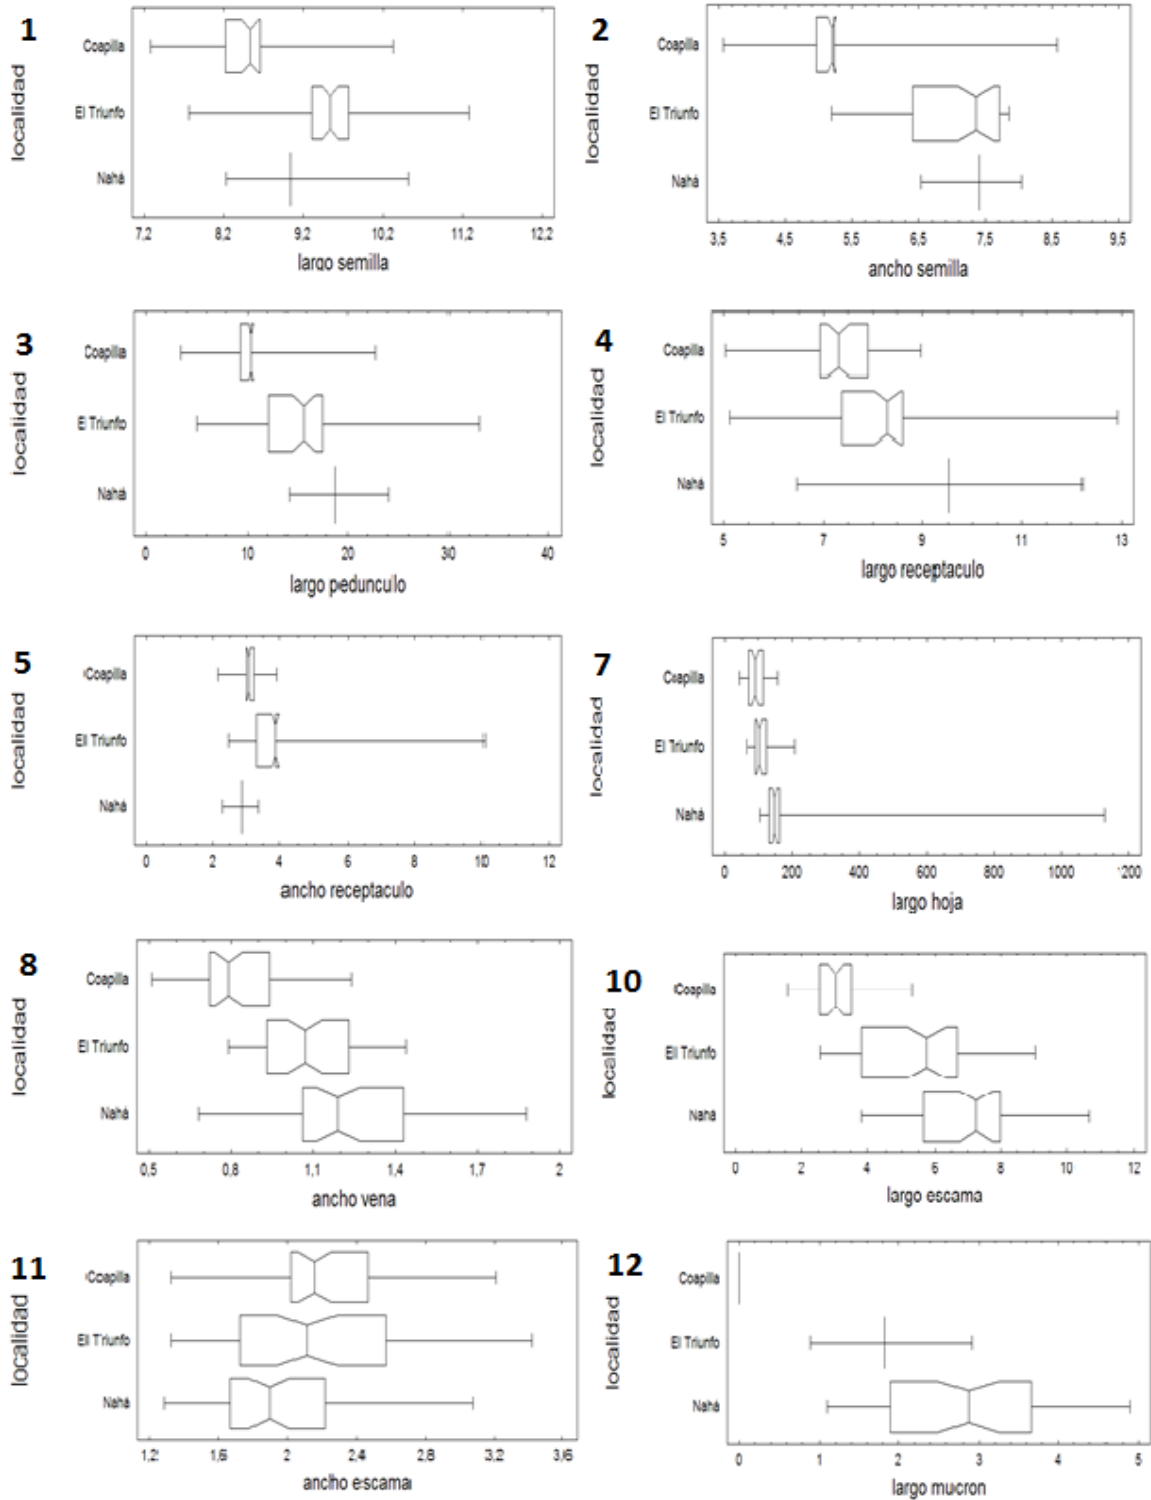 1
localidad
Coapilla
El Triunfo
Nahá
7,2 8,2 9,2 10,2 11,2 12,2
largo semilla
2
localidad
Coapilla
El Triunfo
Nahá
3,5 4,5 5,5 6,5 7,5 8,5 9,5
ancho semilla
3
localidad
Coapilla
El Triunfo
Nahá
0 10 20 30 40
largo pedunculo
4
localidad
Coapilla
El Triunfo
Nahá
5 7 9 11 13
largo receptaculo
5
localidad
Coapilla
El Triunfo
Nahá
0 2 4 6 8 10 12
ancho receptaculo
7
localidad
Coapilla
El Triunfo
Nahá
0 200 400 600 800 1000 1200
largo hoja
8
localidad
Coapilla
El Triunfo
Nahá
0,5 0,8 1,1 1,4 1,7 2
ancho vena
10
localidad
Coapilla
El Triunfo
Nahá
0 2 4 6 8 10 12
largo escama
11
localidad
Coapilla
El Triunfo
Nahá
1,2 1,6 2 2,4 2,8 3,2 3,6
ancho escama
12
localidad
Coapilla
El Triunfo
Nahá
0 1 2 3 4 5
largo mucron